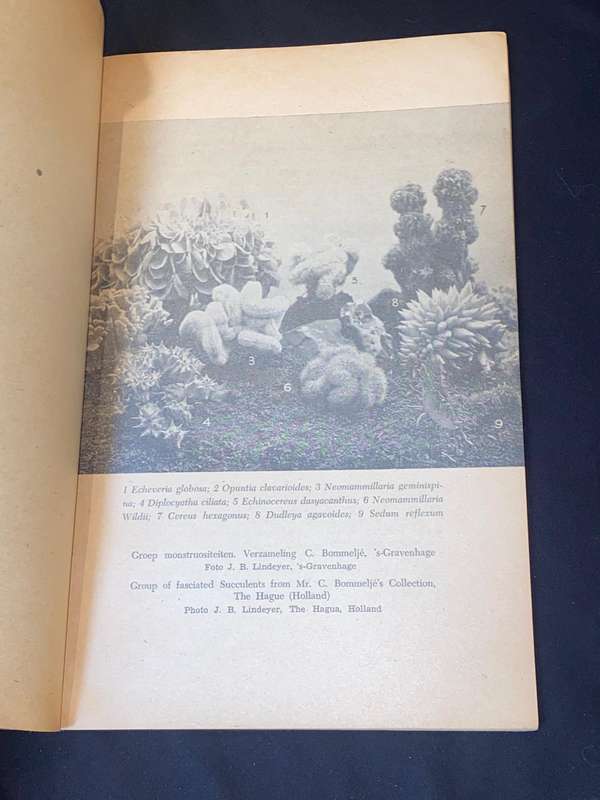 1
7
5
8
3
6
4
9
1 Echeveria globosa; 2 Opuntia clavarioides; 3 Neomammillaria geminispi-
na; 4 Diplocyatha ciliata; 5 Echinocereus dasyacanthus; 6 Neomammillaria
Wildii; 7 Cereus hexagonus; 8 Dudleya agavoides; 9 Sedum reflexum
Groep monstruositeiten. Verzameling C. Bommeljé, 's-Gravenhage
Foto J. B. Lindeyer, 's-Gravenhage
Group of fasciated Succulents from Mr. C. Bommeljé's Collection,
The Hague (Holland)
Photo J. B. Lindeyer, The Hagua, Holland